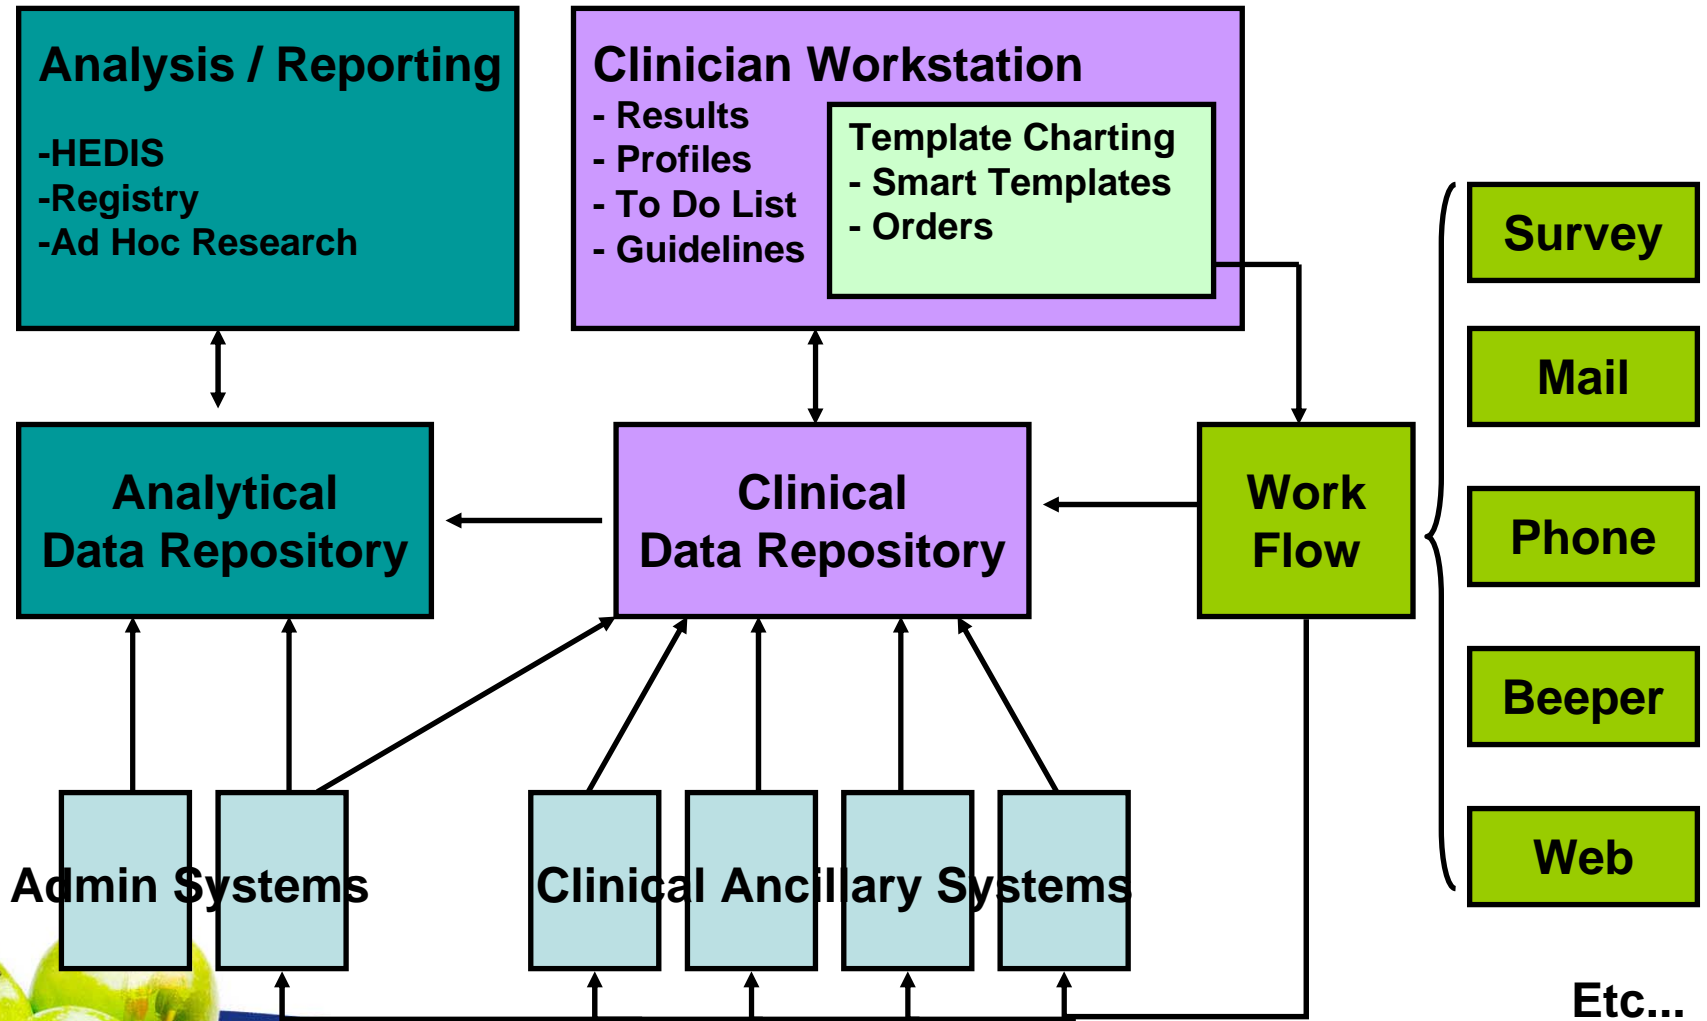 Analysis / Reporting
-HEDIS
-Registry
-Ad Hoc Research
Clinician Workstation
- Results
- Profiles
- To Do List
- Guidelines
Template Charting
- Smart Templates
- Orders
Survey
Mail
Phone
Beeper
Web
Etc...
Analytical
Data Repository
Clinical
Data Repository
Work
Flow
Admin Systems
Clinical Ancillary Systems